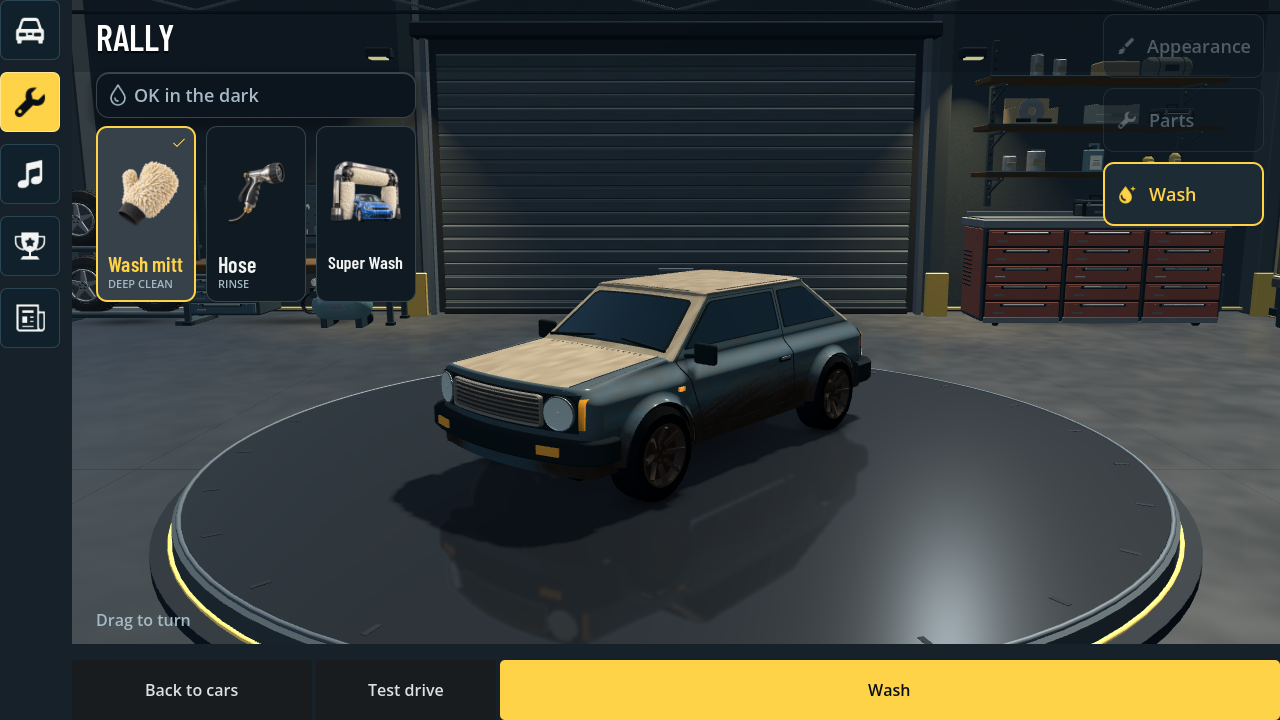 RALLY
OK in the dark
Wash mitt
DEEP CLEAN
Hose
RINSE
Super Wash
Appearance
Parts
Wash
Drag to turn
Back to cars
Test drive
Wash